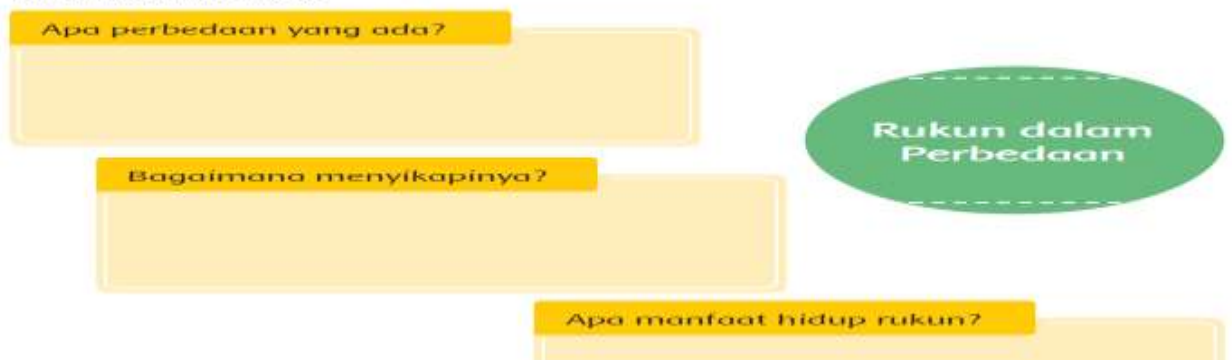 Apa perbedaan yang ada?
Rukun dalam
Perbedaan
Bagaimana menyikapinya?
Apa manfaat hidup rukun?